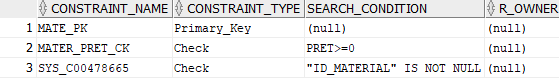 CONSTRAINT_NAME CONSTRAINT_TYPE SEARCH_CONDITION R_OWNER
1 MATE_PK Primary_Key (null) (null)
2 MATER_PRET_CK Check PRET>=0 (null)
3 SYS_C00478665 Check "ID_MATERIAL" IS NOT NULL (null)